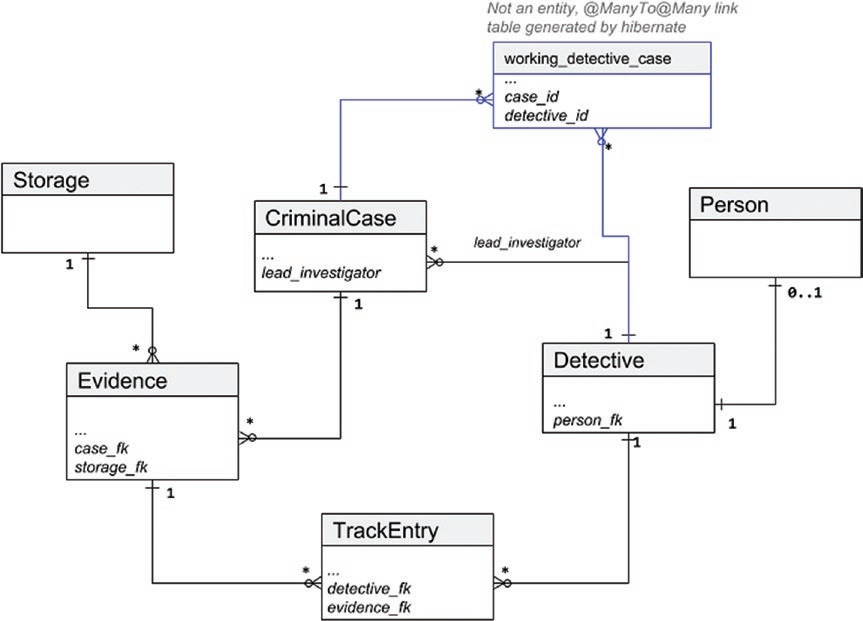 Not an entity, @ManyTo@Many link
table generated by hibernate
working_detective_case
...
case_id
detective_id
*
*
1
Storage
1
CriminalCase
...
lead_investigator
*
lead_investigator
1
Person
0..1
1
Detective
...
person_fk
1
1
*
Evidence
...
case_fk
storage_fk
*
1
TrackEntry
...
detective_fk
evidence_fk
*
*